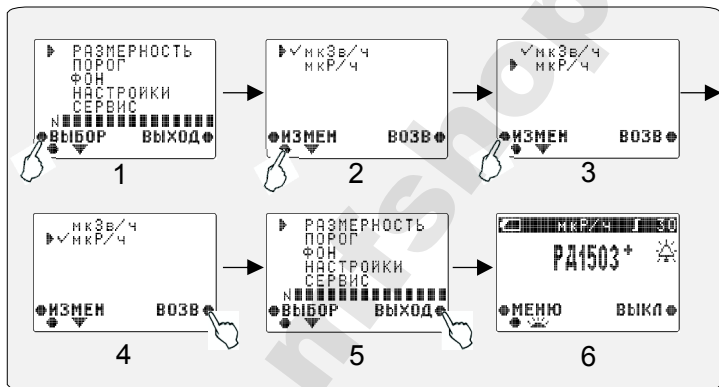 РАЗМЕРНОСТЬ
ПОРОГ
ФОН
НАСТРОЙКИ
СЕРВИС
N
ВЫБОР ВЫХОД
1
✓мкЗв/ч
мкР/ч
ИЗМЕН ВОЗВ
2
✓мкЗв/ч
мкР/ч
ИЗМЕН ВОЗВ
3
мкЗв/ч
✓мкР/ч
ИЗМЕН ВОЗВ
4
РАЗМЕРНОСТЬ
ПОРОГ
ФОН
НАСТРОЙКИ
СЕРВИС
N
ВЫБОР ВЫХОД
5
мкР/ч 30
РД1503+
МЕНЮ ВЫКЛ
6